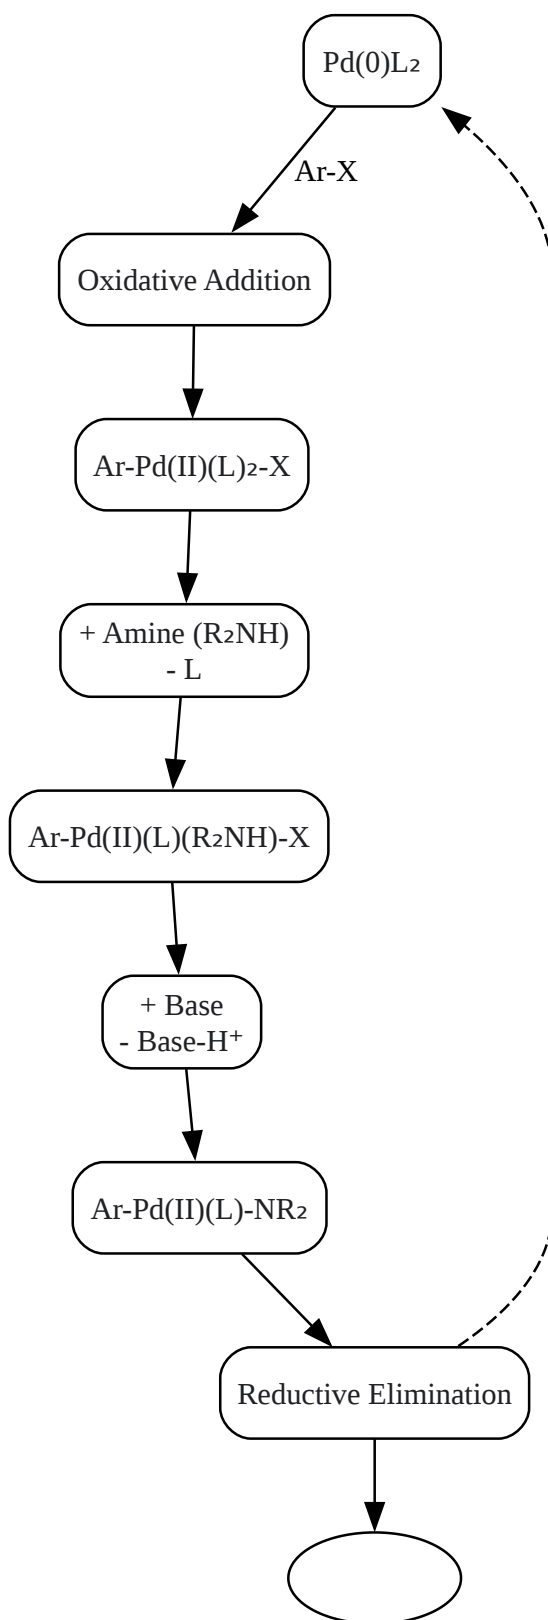 Pd(0)L₂
Ar-X
Oxidative Addition
Ar-Pd(II)(L)₂-X
+ Amine (R₂NH)
- L
Ar-Pd(II)(L)(R₂NH)-X
+ Base
- Base-H⁺
Ar-Pd(II)(L)-NR₂
Reductive Elimination